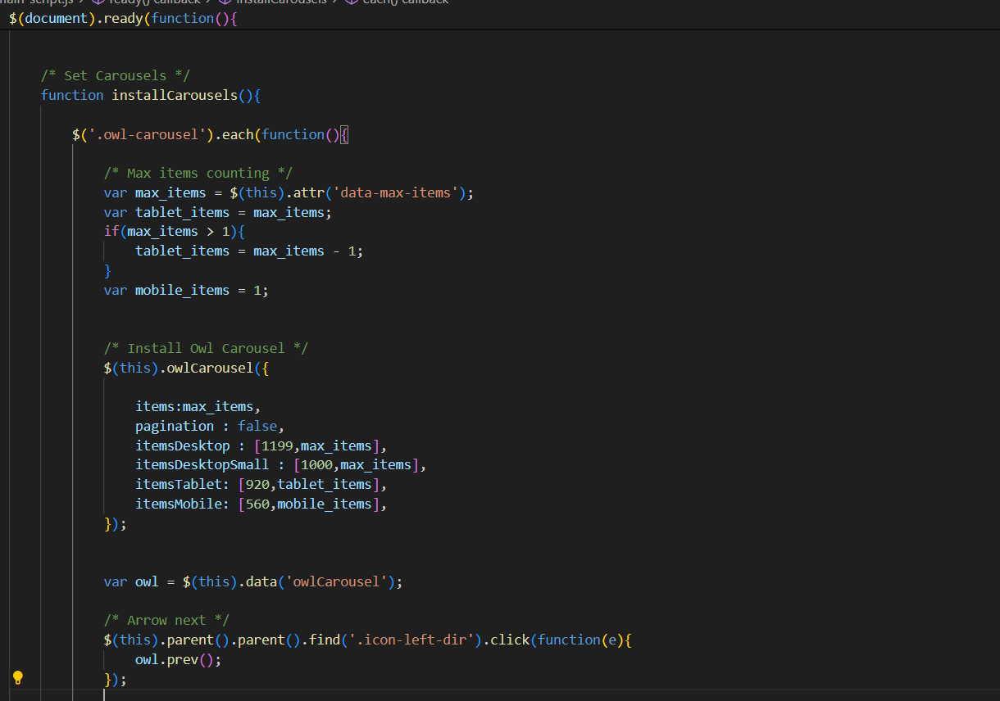 main-script.js > ready() callback > installCarousels > each() callback
$(document).ready(function(){
/* Set Carousels */
function installCarousels(){
$('.owl-carousel').each(function(){
/* Max items counting */
var max_items = $(this).attr('data-max-items');
var tablet_items = max_items;
if(max_items > 1){
tablet_items = max_items - 1;
}
var mobile_items = 1;
/* Install Owl Carousel */
$(this).owlCarousel({
items:max_items,
pagination : false,
itemsDesktop : [1199,max_items],
itemsDesktopSmall : [1000,max_items],
itemsTablet: [920,tablet_items],
itemsMobile: [560,mobile_items],
});
var owl = $(this).data('owlCarousel');
/* Arrow next */
$(this).parent().parent().find('.icon-left-dir').click(function(e){
owl.prev();
});